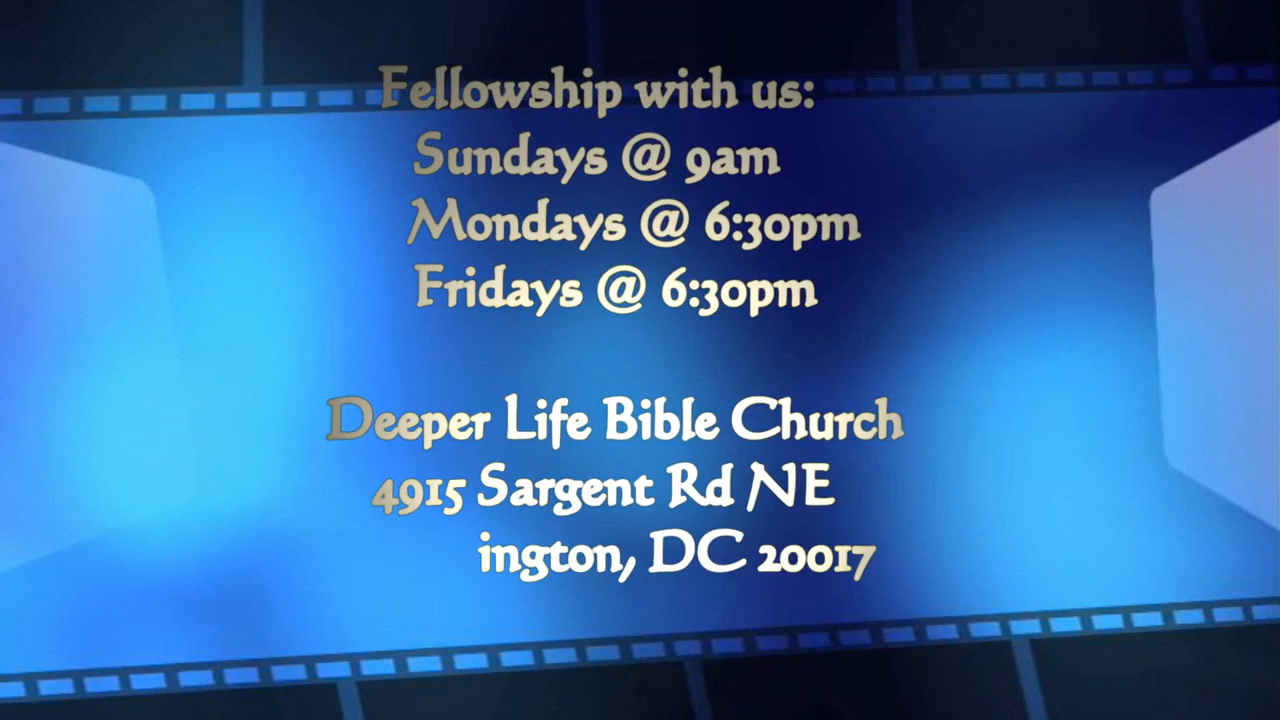 Fellowship with us:
Sundays @ 9am
Mondays @ 6:30pm
Fridays @ 6:30pm
Deeper Life Bible Church
4915 Sargent Rd NE
ington, DC 20017